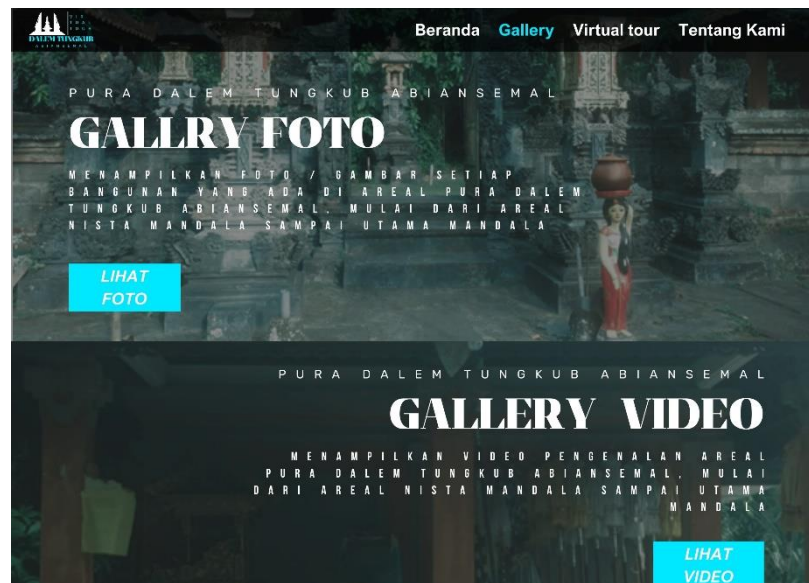 DALEM TUNGKUB
ABIANSEMAL
Beranda Gallery Virtual tour Tentang Kami
PURA DALEM TUNGKUB ABIANSEMAL
GALLRY FOTO
MENAMPILKAN FOTO / GAMBAR SETIAP
BANGUNAN YANG ADA DI AREAL PURA DALEM
TUNGKUB ABIANSEMAL, MULAI DARI AREAL
NISTA MANDALA SAMPAI UTAMA MANDALA
LIHAT
FOTO
PURA DALEM TUNGKUB ABIANSEMAL
GALLERY VIDEO
MENAMPILKAN VIDEO PENGENALAN AREAL
PURA DALEM TUNGKUB ABIANSEMAL, MULAI
DARI AREAL NISTA MANDALA SAMPAI UTAMA
MANDALA
LIHAT
VIDEO